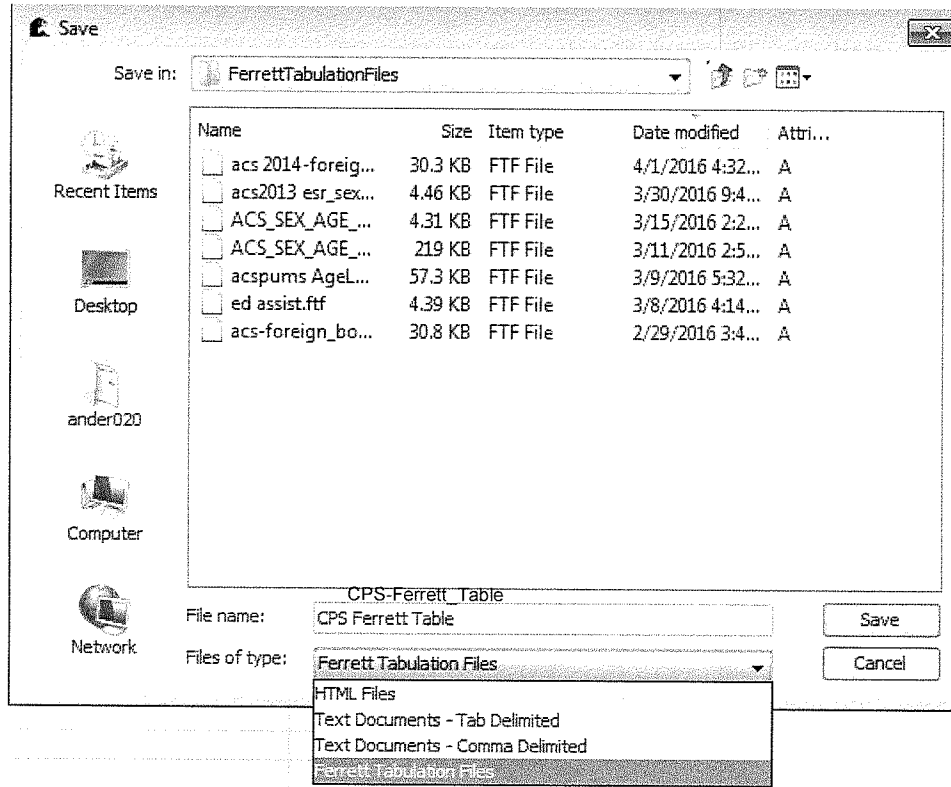 Save
Save in: FerrettTabulationFiles
Name Size Item type Date modified Attri...
acs 2014-foreig... 30.3 KB FTF File 4/1/2016 4:32... A
acs2013 esr_sex... 4.46 KB FTF File 3/30/2016 9:4... A
ACS_SEX_AGE_... 4.31 KB FTF File 3/15/2016 2:2... A
ACS_SEX_AGE_... 219 KB FTF File 3/11/2016 2:5... A
acspums AgeL... 57.3 KB FTF File 3/9/2016 5:32... A
ed assist.ftf 4.39 KB FTF File 3/8/2016 4:14... A
acs-foreign_bo... 30.8 KB FTF File 2/29/2016 3:4... A
Recent Items
Desktop
ander020
Computer
Network
CPS-Ferrett_Table
File name: CPS Ferrett Table Save
Files of type: Ferrett Tabulation Files Cancel
HTML Files
Text Documents - Tab Delimited
Text Documents - Comma Delimited
Ferrett Tabulation Files